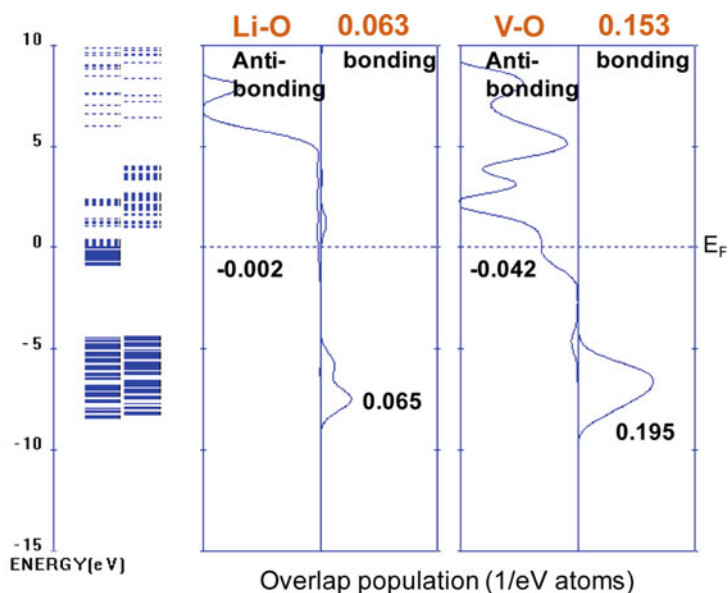 Li-O 0.063 V-O 0.153
10
Anti-bonding bonding Anti-bonding bonding
5
0 E_F
-0.002 -0.042
-5
0.065
0.195
-10
-15
ENERGY(eV)
Overlap population (1/eV atoms)